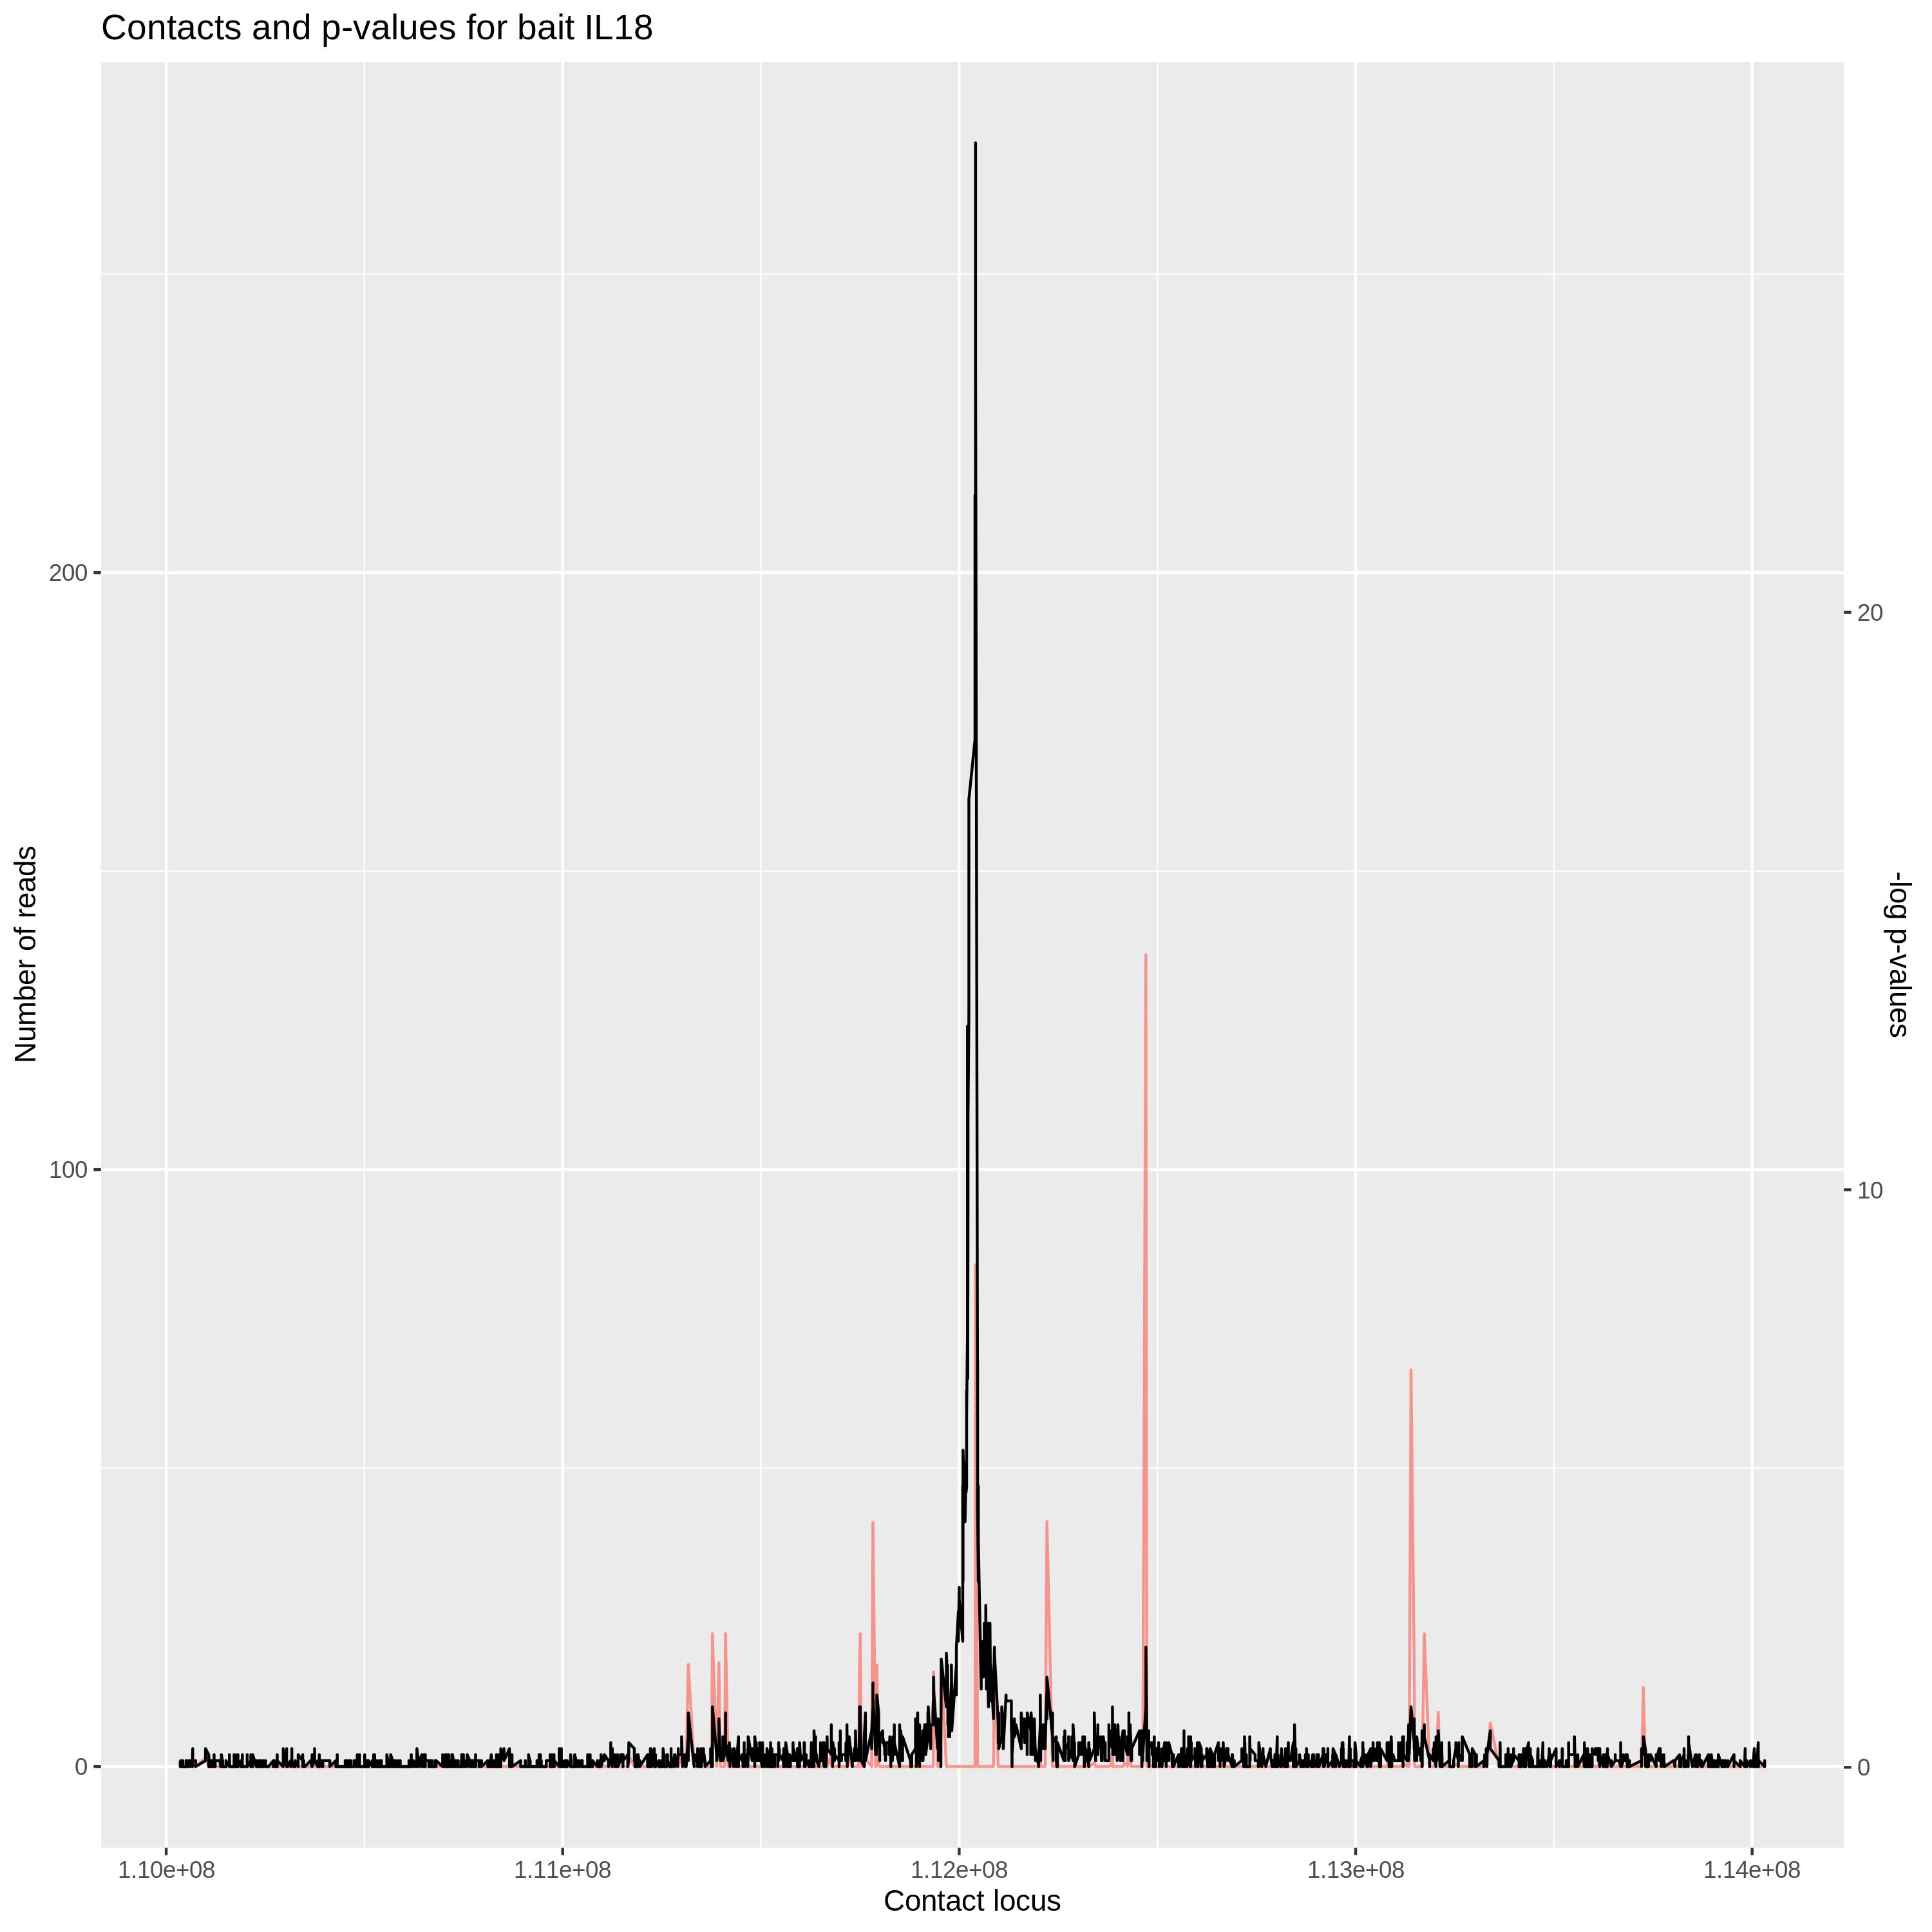 Contacts and p-values for bait IL18
Number of reads
200
100
0
20
10
0
-log p-values
1.10e+08 1.11e+08 1.12e+08 1.13e+08 1.14e+08
Contact locus